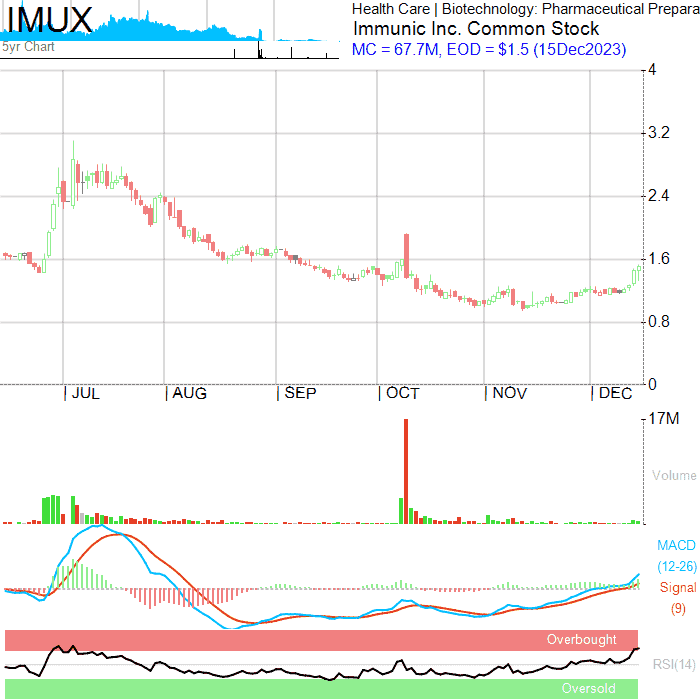 IMUX
5yr Chart
Health Care | Biotechnology: Pharmaceutical Prepara
Immunic Inc. Common Stock
MC = 67.7M, EOD = $1.5 (15Dec2023)
4
3.2
2.4
1.6
0.8
0
JUL
AUG
SEP
OCT
NOV
DEC
17M
Volume
MACD
(12-26)
Signal
(9)
Overbought
RSI(14)
Oversold